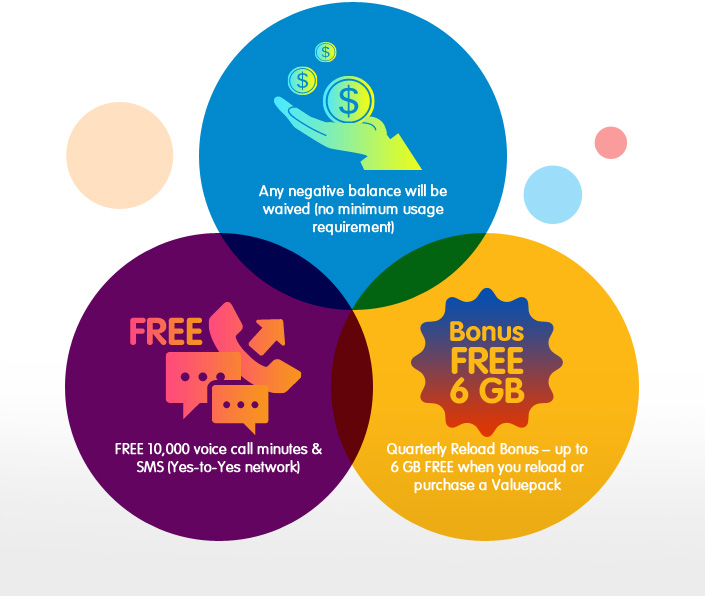 $
$
$
Any negative balance will be
waived (no minimum usage
requirement)
FREE
FREE 10,000 voice call minutes &
SMS (Yes-to-Yes network)
Bonus
FREE
6 GB
Quarterly Reload Bonus – up to
6 GB FREE when you reload or
purchase a Valuepack